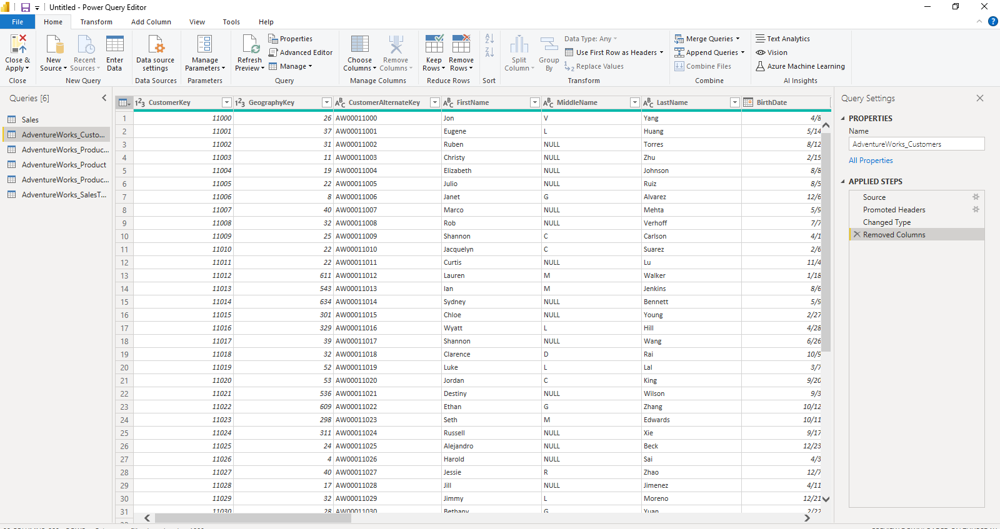 Untitled - Power Query Editor
File Home Transform Add Column View Tools Help
Close & Apply
New Source
Recent Sources
Enter Data
Data source settings
Manage Parameters
Refresh Preview
Properties
Advanced Editor
Manage
Choose Columns
Remove Columns
Keep Rows
Remove Rows
Split Column
Group By
Data Type: Any
Use First Row as Headers
Replace Values
Merge Queries
Append Queries
Combine Files
Text Analytics
Vision
Azure Machine Learning
Close New Query Data Sources Parameters Query Manage Columns Reduce Rows Sort Transform Combine AI Insights
Queries [6]
Sales
AdventureWorks_Custo...
AdventureWorks_Produc...
AdventureWorks_Product
AdventureWorks_Produc...
AdventureWorks_SalesT...
CustomerKey GeographyKey CustomerAlternateKey FirstName MiddleName LastName BirthDate
1 11000 26 AW00011000 Jon V Yang 4/8
2 11001 37 AW00011001 Eugene L Huang 5/14
3 11002 31 AW00011002 Ruben NULL Torres 8/12
4 11003 11 AW00011003 Christy NULL Zhu 2/15
5 11004 19 AW00011004 Elizabeth NULL Johnson 8/8
6 11005 22 AW00011005 Julio NULL Ruiz 8/5
7 11006 8 AW00011006 Janet G Alvarez 12/6
8 11007 40 AW00011007 Marco NULL Mehta 5/9
9 11008 32 AW00011008 Rob NULL Verhoff 7/7
10 11009 25 AW00011009 Shannon C Carlson 4/1
11 11010 22 AW00011010 Jacquelyn C Suarez 2/6
12 11011 22 AW00011011 Curtis NULL Lu 11/4
13 11012 611 AW00011012 Lauren M Walker 1/18
14 11013 543 AW00011013 Ian M Jenkins 8/6
15 11014 634 AW00011014 Sydney NULL Bennett 5/9
16 11015 301 AW00011015 Chloe NULL Young 2/27
17 11016 329 AW00011016 Wyatt L Hill 4/28
18 11017 39 AW00011017 Shannon NULL Wang 6/26
19 11018 32 AW00011018 Clarence D Rai 10/9
20 11019 52 AW00011019 Luke L Lal 3/7
21 11020 53 AW00011020 Jordan C King 9/20
22 11021 536 AW00011021 Destiny NULL Wilson 9/3
23 11022 609 AW00011022 Ethan G Zhang 10/12
24 11023 298 AW00011023 Seth M Edwards 10/11
25 11024 311 AW00011024 Russell NULL Xie 9/17
26 11025 24 AW00011025 Alejandro NULL Beck 12/23
27 11026 4 AW00011026 Harold NULL Sai 4/3
28 11027 40 AW00011027 Jessie R Zhao 12/7
29 11028 17 AW00011028 Jill NULL Jimenez 4/11
30 11029 32 AW00011029 Jimmy L Moreno 12/21
31 11030 28 AW00011030 Bethany G Yuan 2/22
Query Settings
PROPERTIES
Name
AdventureWorks_Customers
All Properties
APPLIED STEPS
Source
Promoted Headers
Changed Type
Removed Columns